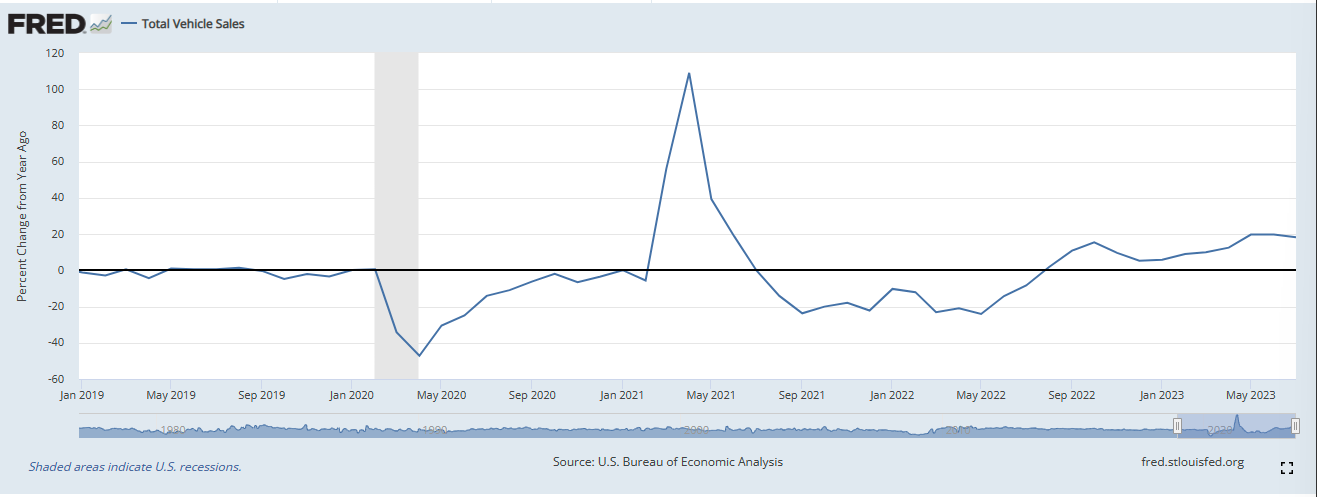 FRED Total Vehicle Sales
Percent Change from Year Ago
120
100
80
60
40
20
0
-20
-40
-60
Jan 2019 May 2019 Sep 2019 Jan 2020 May 2020 Sep 2020 Jan 2021 May 2021 Sep 2021 Jan 2022 May 2022 Sep 2022 Jan 2023 May 2023
1980 1990 2000 2010 2020
Shaded areas indicate U.S. recessions.
Source: U.S. Bureau of Economic Analysis
fred.stlouisfed.org